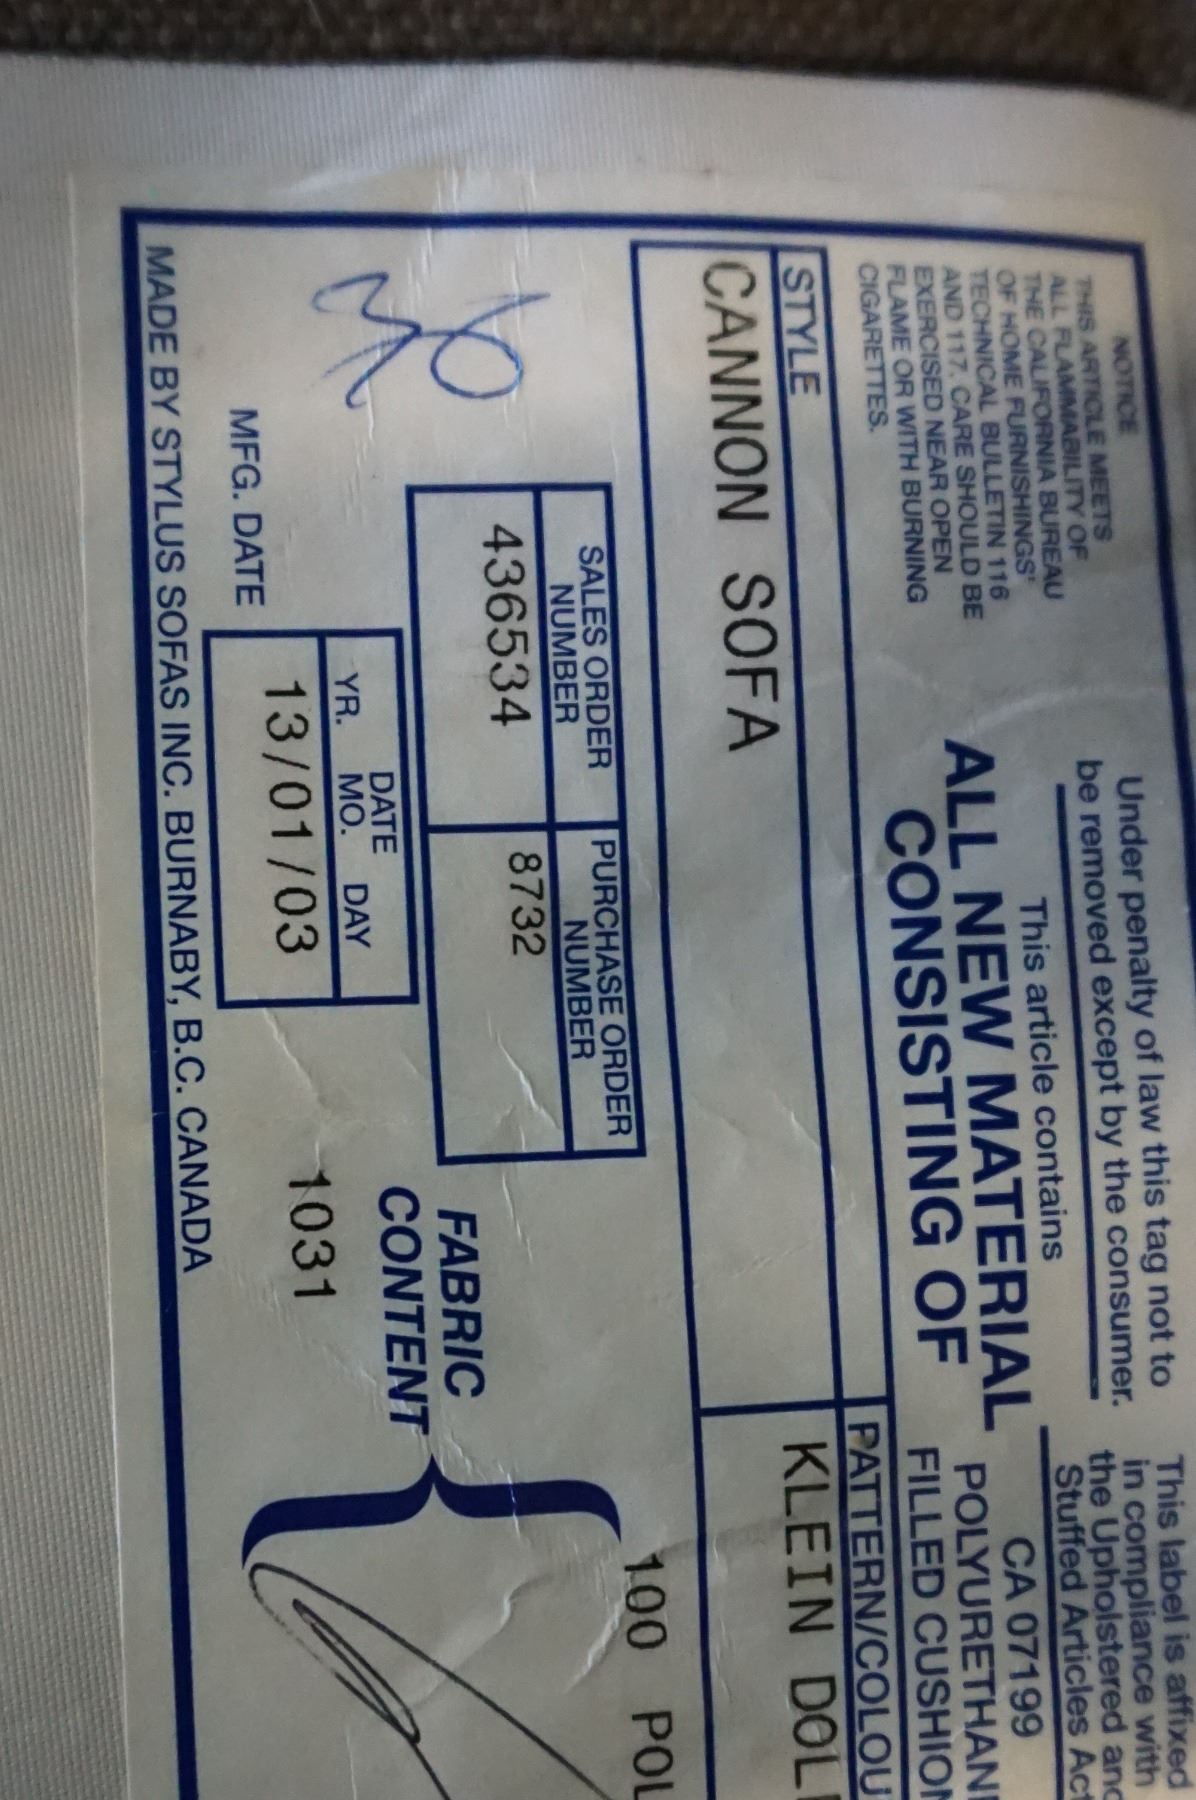 NOTICE
THIS ARTICLE MEETS
ALL FLAMMABILITY OF
THE CALIFORNIA BUREAU
OF HOME FURNISHINGS'
TECHNICAL BULLETIN 116
AND 117. CARE SHOULD BE
EXERCISED NEAR OPEN
FLAME OR WITH BURNING
CIGARETTES.
Under penalty of law this tag not to
be removed except by the consumer.
This article contains
ALL NEW MATERIAL
CONSISTING OF
This label is affixed
in compliance with
the Upholstered and
Stuffed Articles Act
CA 07199
POLYURETHAN
FILLED CUSHION
STYLE
CANNON SOFA
PATTERN/COLOU
KLEIN DOL
SALES ORDER
NUMBER
436534
PURCHASE ORDER
NUMBER
8732
MFG. DATE
DATE
YR. MO. DAY
13/01/03
FABRIC
CONTENT
1031
100 POL
MADE BY STYLUS SOFAS INC. BURNABY, B.C. CANADA